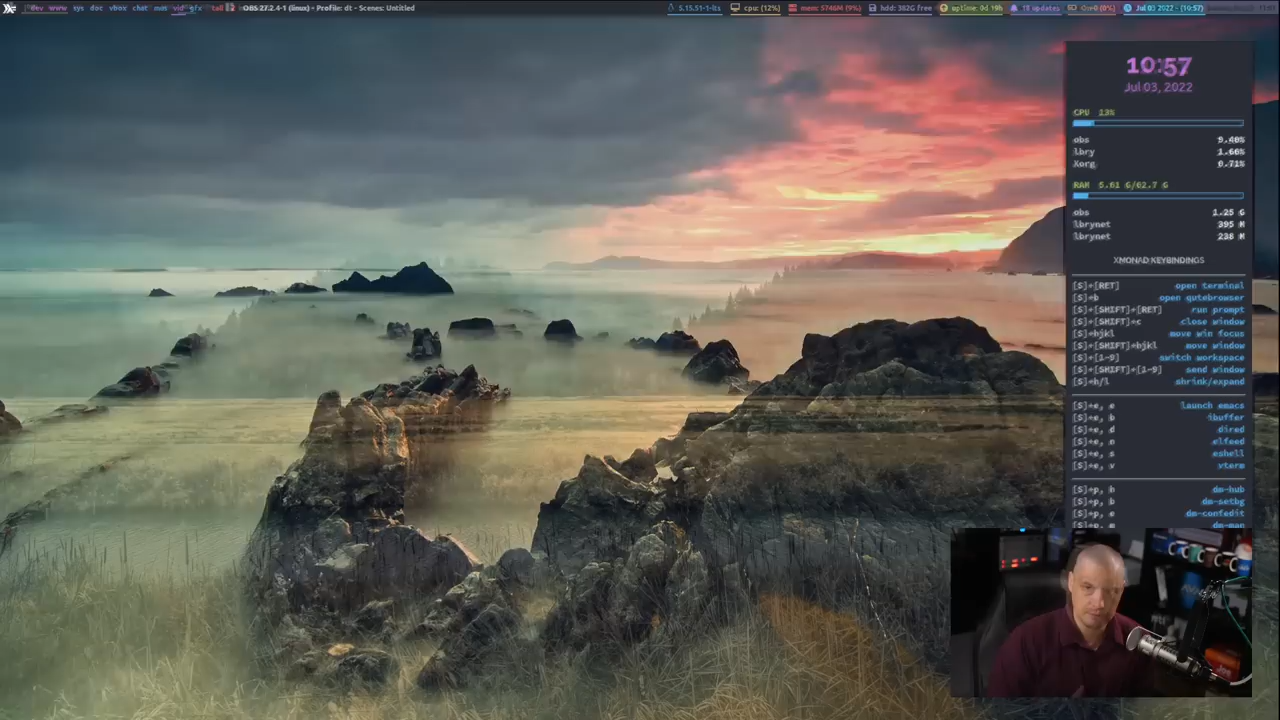 dev www sys doc vbox chat mus vid gfx OBS 27.2.4-1 (linux) - Profile: dt - Scenes: Untitled
5.15.51-1-lts cpu: (12%) mem: 5746M (9%) hdd: 382G free uptime: 0d 19h updates Jul 03 2022 - (10:57)
10:57
Jul 03, 2022
CPU 13%
obs 9.40%
lbry 1.60%
Xorg 0.71%
RAM 5.61 G/62.7 G
obs 1.25 G
lbrynet 395 M
lbrynet 236 M
XMONAD KEYBINDINGS
[S]+[RET] open terminal
[S]+b open qutebrowser
[S]+[SHIFT]+[RET] run prompt
[S]+[SHIFT]+c close window
[S]+hjkl move win focus
[S]+[SHIFT]+hjkl move window
[S]+[1-9] switch workspace
[S]+[SHIFT]+[1-9] send window
[S]+h/l shrink/expand
[S]+e, e launch emacs
[S]+e, b ibuffer
[S]+e, d dired
[S]+e, n elfeed
[S]+e, s eshell
[S]+e, v vterm
[S]+p, h dm-hub
[S]+p, b dm-setbg
[S]+p, e dm-confedit
[S]+p, m dm-man